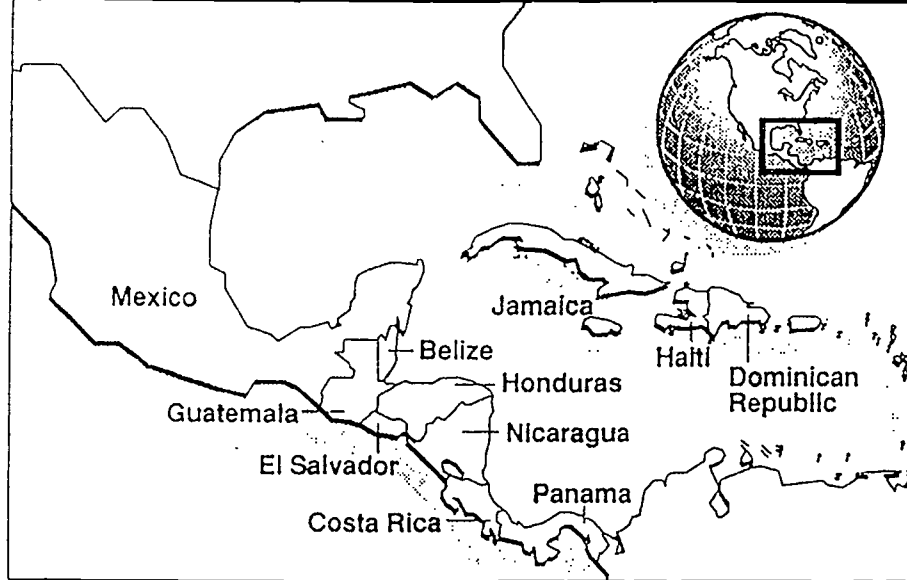 Mexico
Jamaica
Belize
Haiti
Honduras
Dominican
Republic
Guatemala
Nicaragua
El Salvador
Panama
Costa Rica